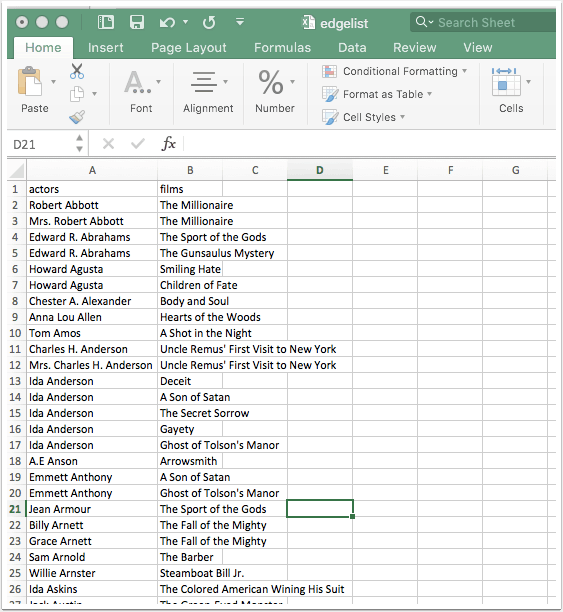 edgelist
Search Sheet
Home Insert Page Layout Formulas Data Review View
Paste
A...
Font
Alignment
%
Number
Conditional Formatting
Format as Table
Cell Styles
Cells
D21 fx
A B C D E F G
1 actors films
2 Robert Abbott The Millionaire
3 Mrs. Robert Abbott The Millionaire
4 Edward R. Abrahams The Sport of the Gods
5 Edward R. Abrahams The Gunsaulus Mystery
6 Howard Agusta Smiling Hate
7 Howard Agusta Children of Fate
8 Chester A. Alexander Body and Soul
9 Anna Lou Allen Hearts of the Woods
10 Tom Amos A Shot in the Night
11 Charles H. Anderson Uncle Remus' First Visit to New York
12 Mrs. Charles H. Anderson Uncle Remus' First Visit to New York
13 Ida Anderson Deceit
14 Ida Anderson A Son of Satan
15 Ida Anderson The Secret Sorrow
16 Ida Anderson Gayety
17 Ida Anderson Ghost of Tolson's Manor
18 A.E Anson Arrowsmith
19 Emmett Anthony A Son of Satan
20 Emmett Anthony Ghost of Tolson's Manor
21 Jean Armour The Sport of the Gods
22 Billy Arnett The Fall of the Mighty
23 Grace Arnett The Fall of the Mighty
24 Sam Arnold The Barber
25 Willie Arnster Steamboat Bill Jr.
26 Ida Askins The Colored American Wining His Suit